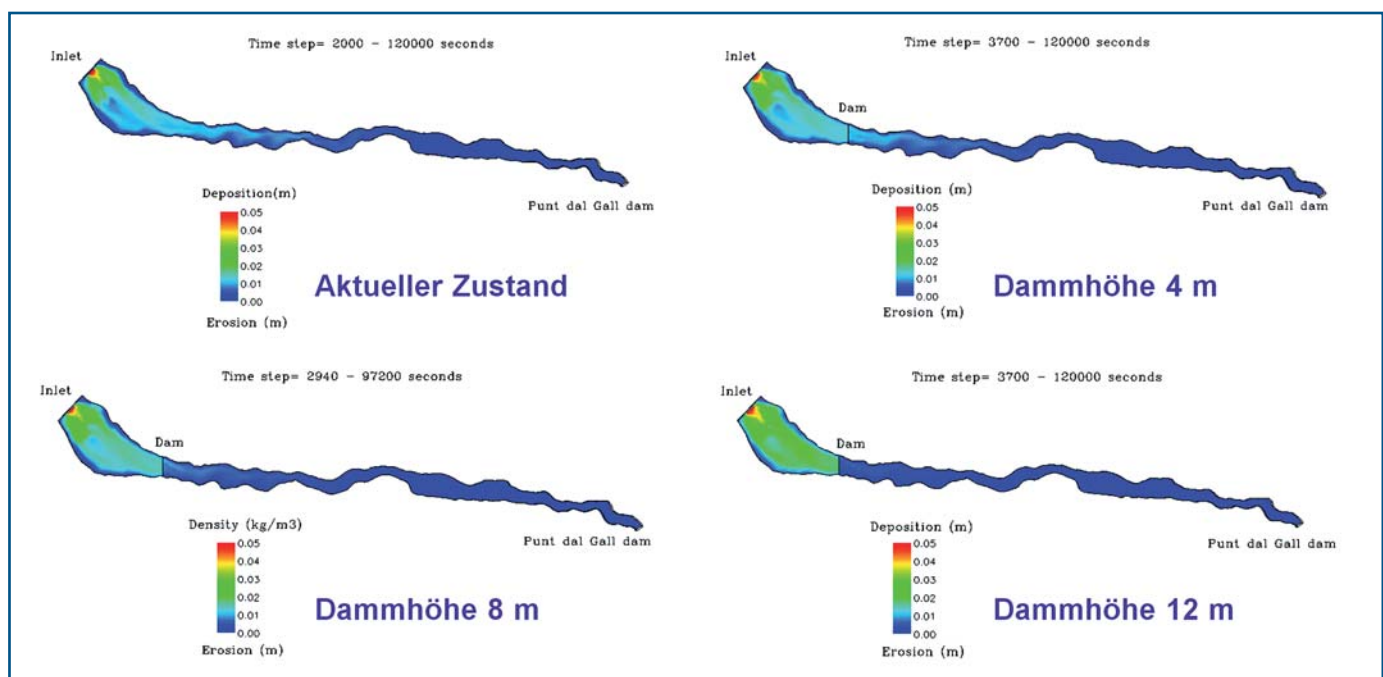 Time step= 2000 - 120000 seconds
Inlet
Punt dal Gall dam
Deposition(m)
0.05
0.04
0.03
0.02
0.01
0.00
Erosion (m)
Aktueller Zustand
Time step= 3700 - 120000 seconds
Inlet
Dam
Punt dal Gall dam
Deposition (m)
0.05
0.04
0.03
0.02
0.01
0.00
Erosion (m)
Dammhöhe 4 m
Time step= 2940 - 97200 seconds
Inlet
Dam
Punt dal Gall dam
Density (kg/m3)
0.05
0.04
0.03
0.02
0.01
0.00
Erosion (m)
Dammhöhe 8 m
Time step= 3700 - 120000 seconds
Inlet
Dam
Punt dal Gall dam
Deposition (m)
0.05
0.04
0.03
0.02
0.01
0.00
Erosion (m)
Dammhöhe 12 m